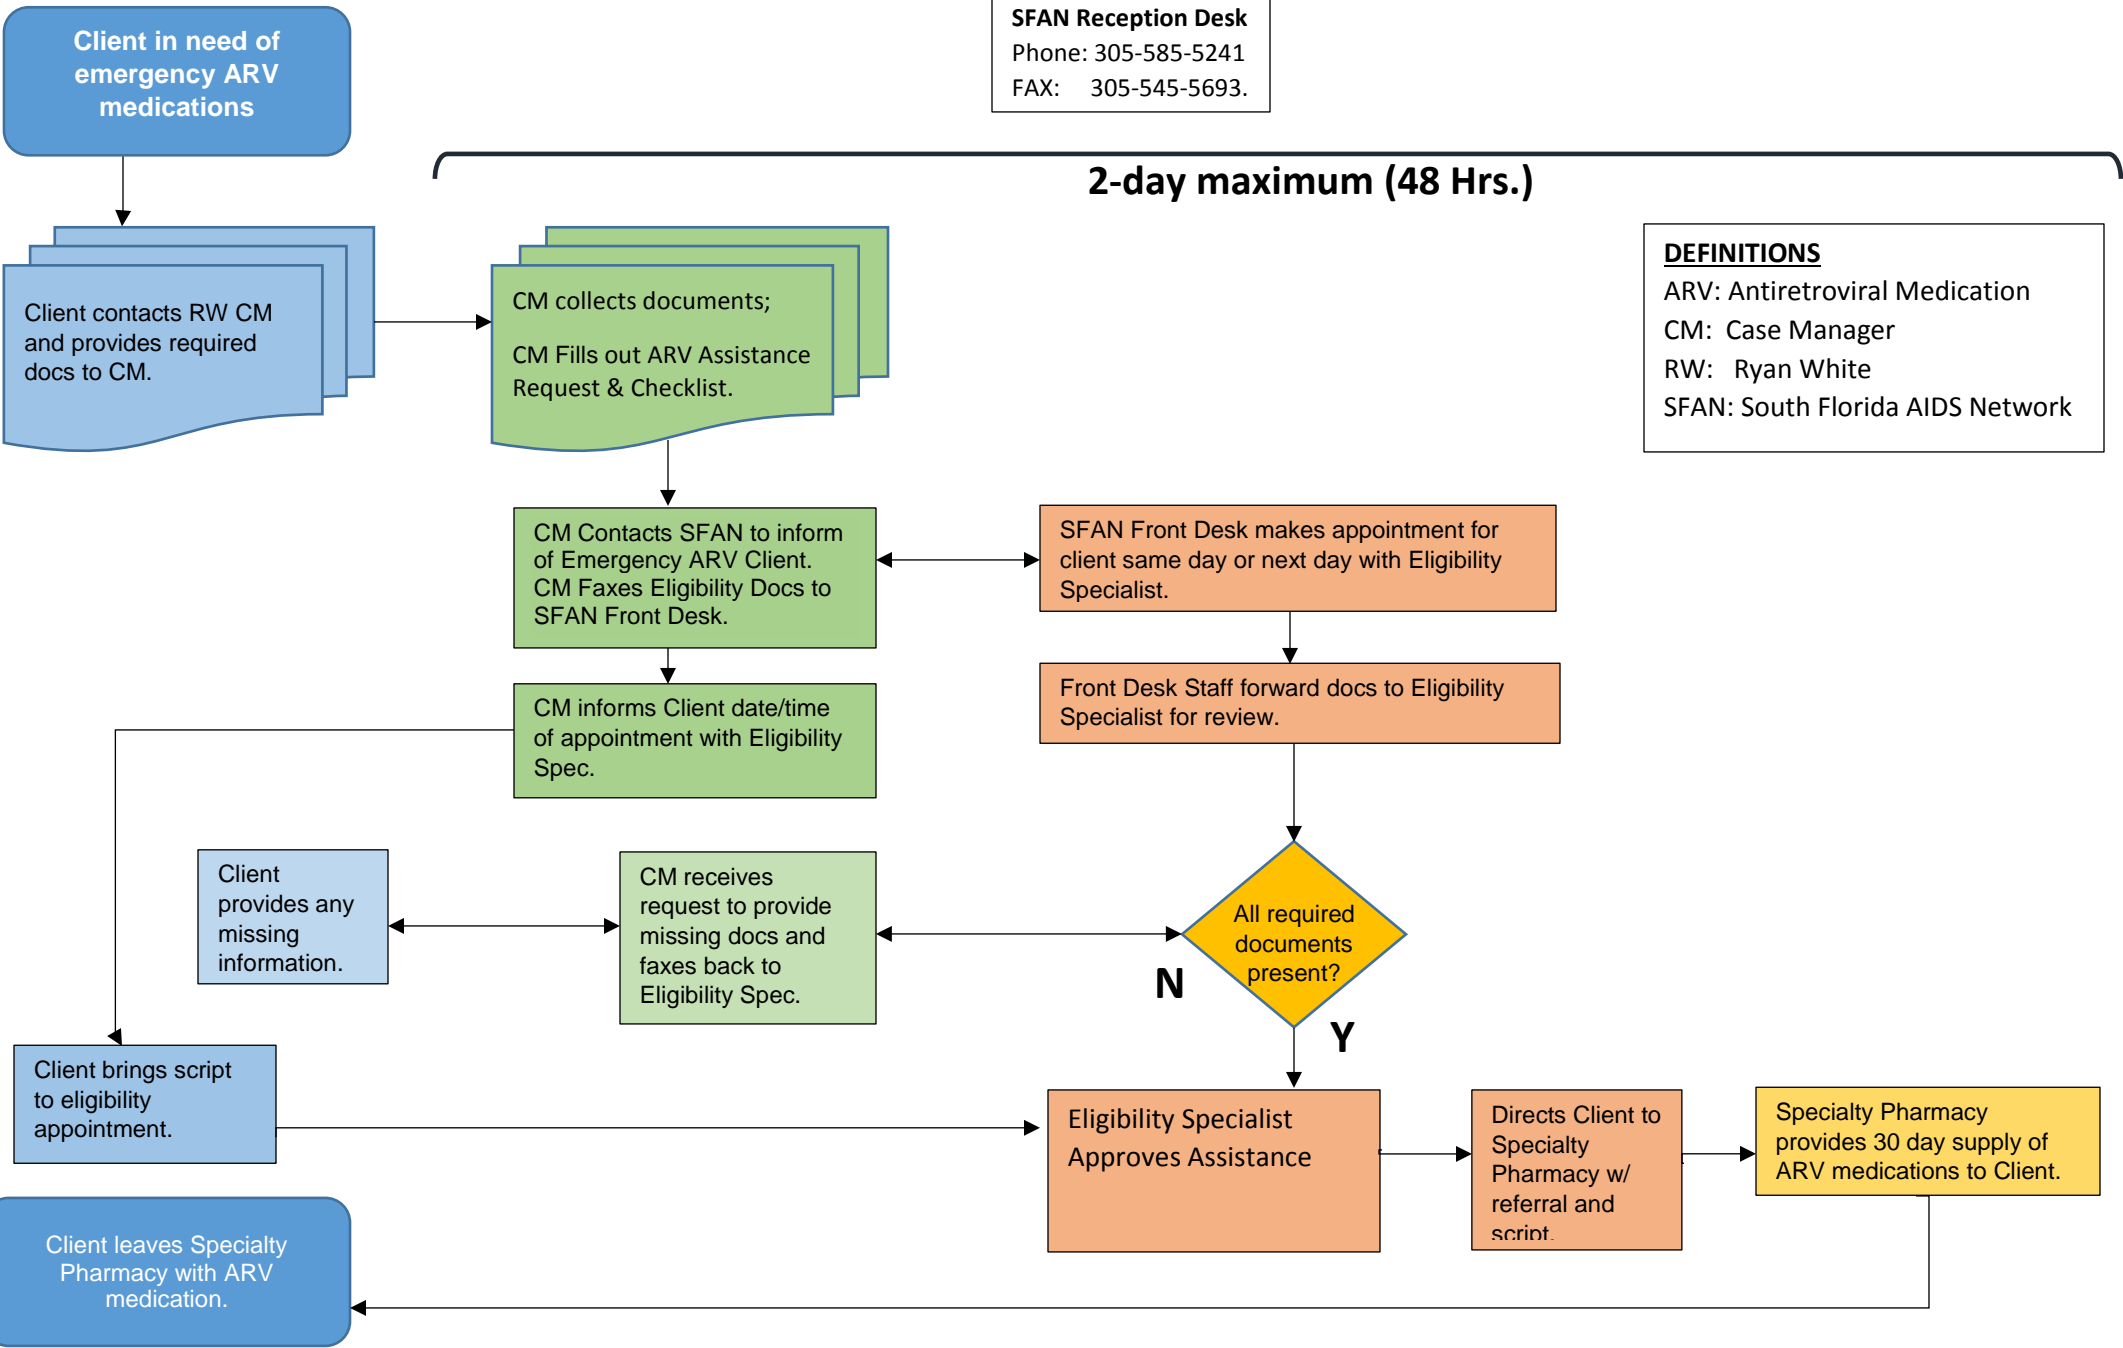 SFAN Reception Desk
Phone: 305-585-5241
FAX: 305-545-5693.
Client in need of
emergency ARV
medications
2-day maximum (48 Hrs.)
DEFINITIONS
ARV: Antiretroviral Medication
CM: Case Manager
RW: Ryan White
SFAN: South Florida AIDS Network
Client contacts RW CM
and provides required
docs to CM.
CM collects documents;
CM Fills out ARV Assistance
Request & Checklist.
CM Contacts SFAN to inform
of Emergency ARV Client.
CM Faxes Eligibility Docs to
SFAN Front Desk.
SFAN Front Desk makes appointment for
client same day or next day with Eligibility
Specialist.
Front Desk Staff forward docs to Eligibility
Specialist for review.
CM informs Client date/time
of appointment with Eligibility
Spec.
Client
provides any
missing
information.
CM receives
request to provide
missing docs and
faxes back to
Eligibility Spec.
All required
documents
present?
N
Y
Client brings script
to eligibility
appointment.
Eligibility Specialist
Approves Assistance
Directs Client to
Specialty
Pharmacy w/
referral and
script.
Specialty Pharmacy
provides 30 day supply of
ARV medications to Client.
Client leaves Specialty
Pharmacy with ARV
medication.